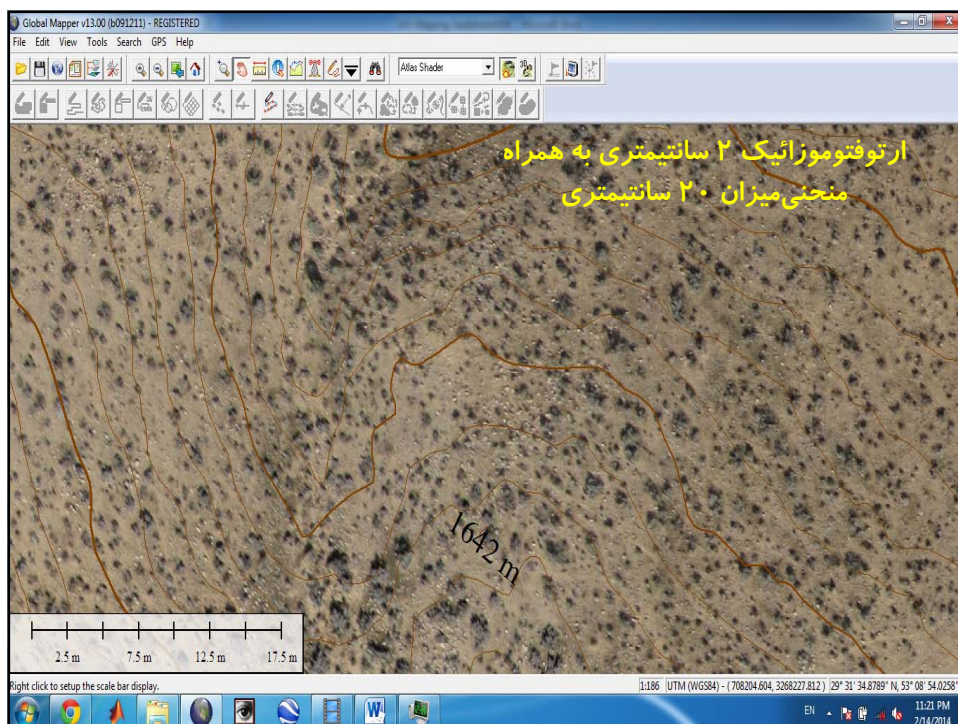 Global Mapper v13.00 (b091211) - REGISTERED
File Edit View Tools Search GPS Help
Atlas Shader
ارتوفتوموزائیک ۲ سانتیمتری به همراه
منحنی‌میزان ۲۰ سانتیمتری
1642 m
2.5 m 7.5 m 12.5 m 17.5 m
Right click to setup the scale bar display.
1:186 UTM (WGS84) - ( 708204.604, 3268227.812 ) 29° 31' 34.8789" N, 53° 08' 54.0258"
EN
11:21 PM
2/14/2014